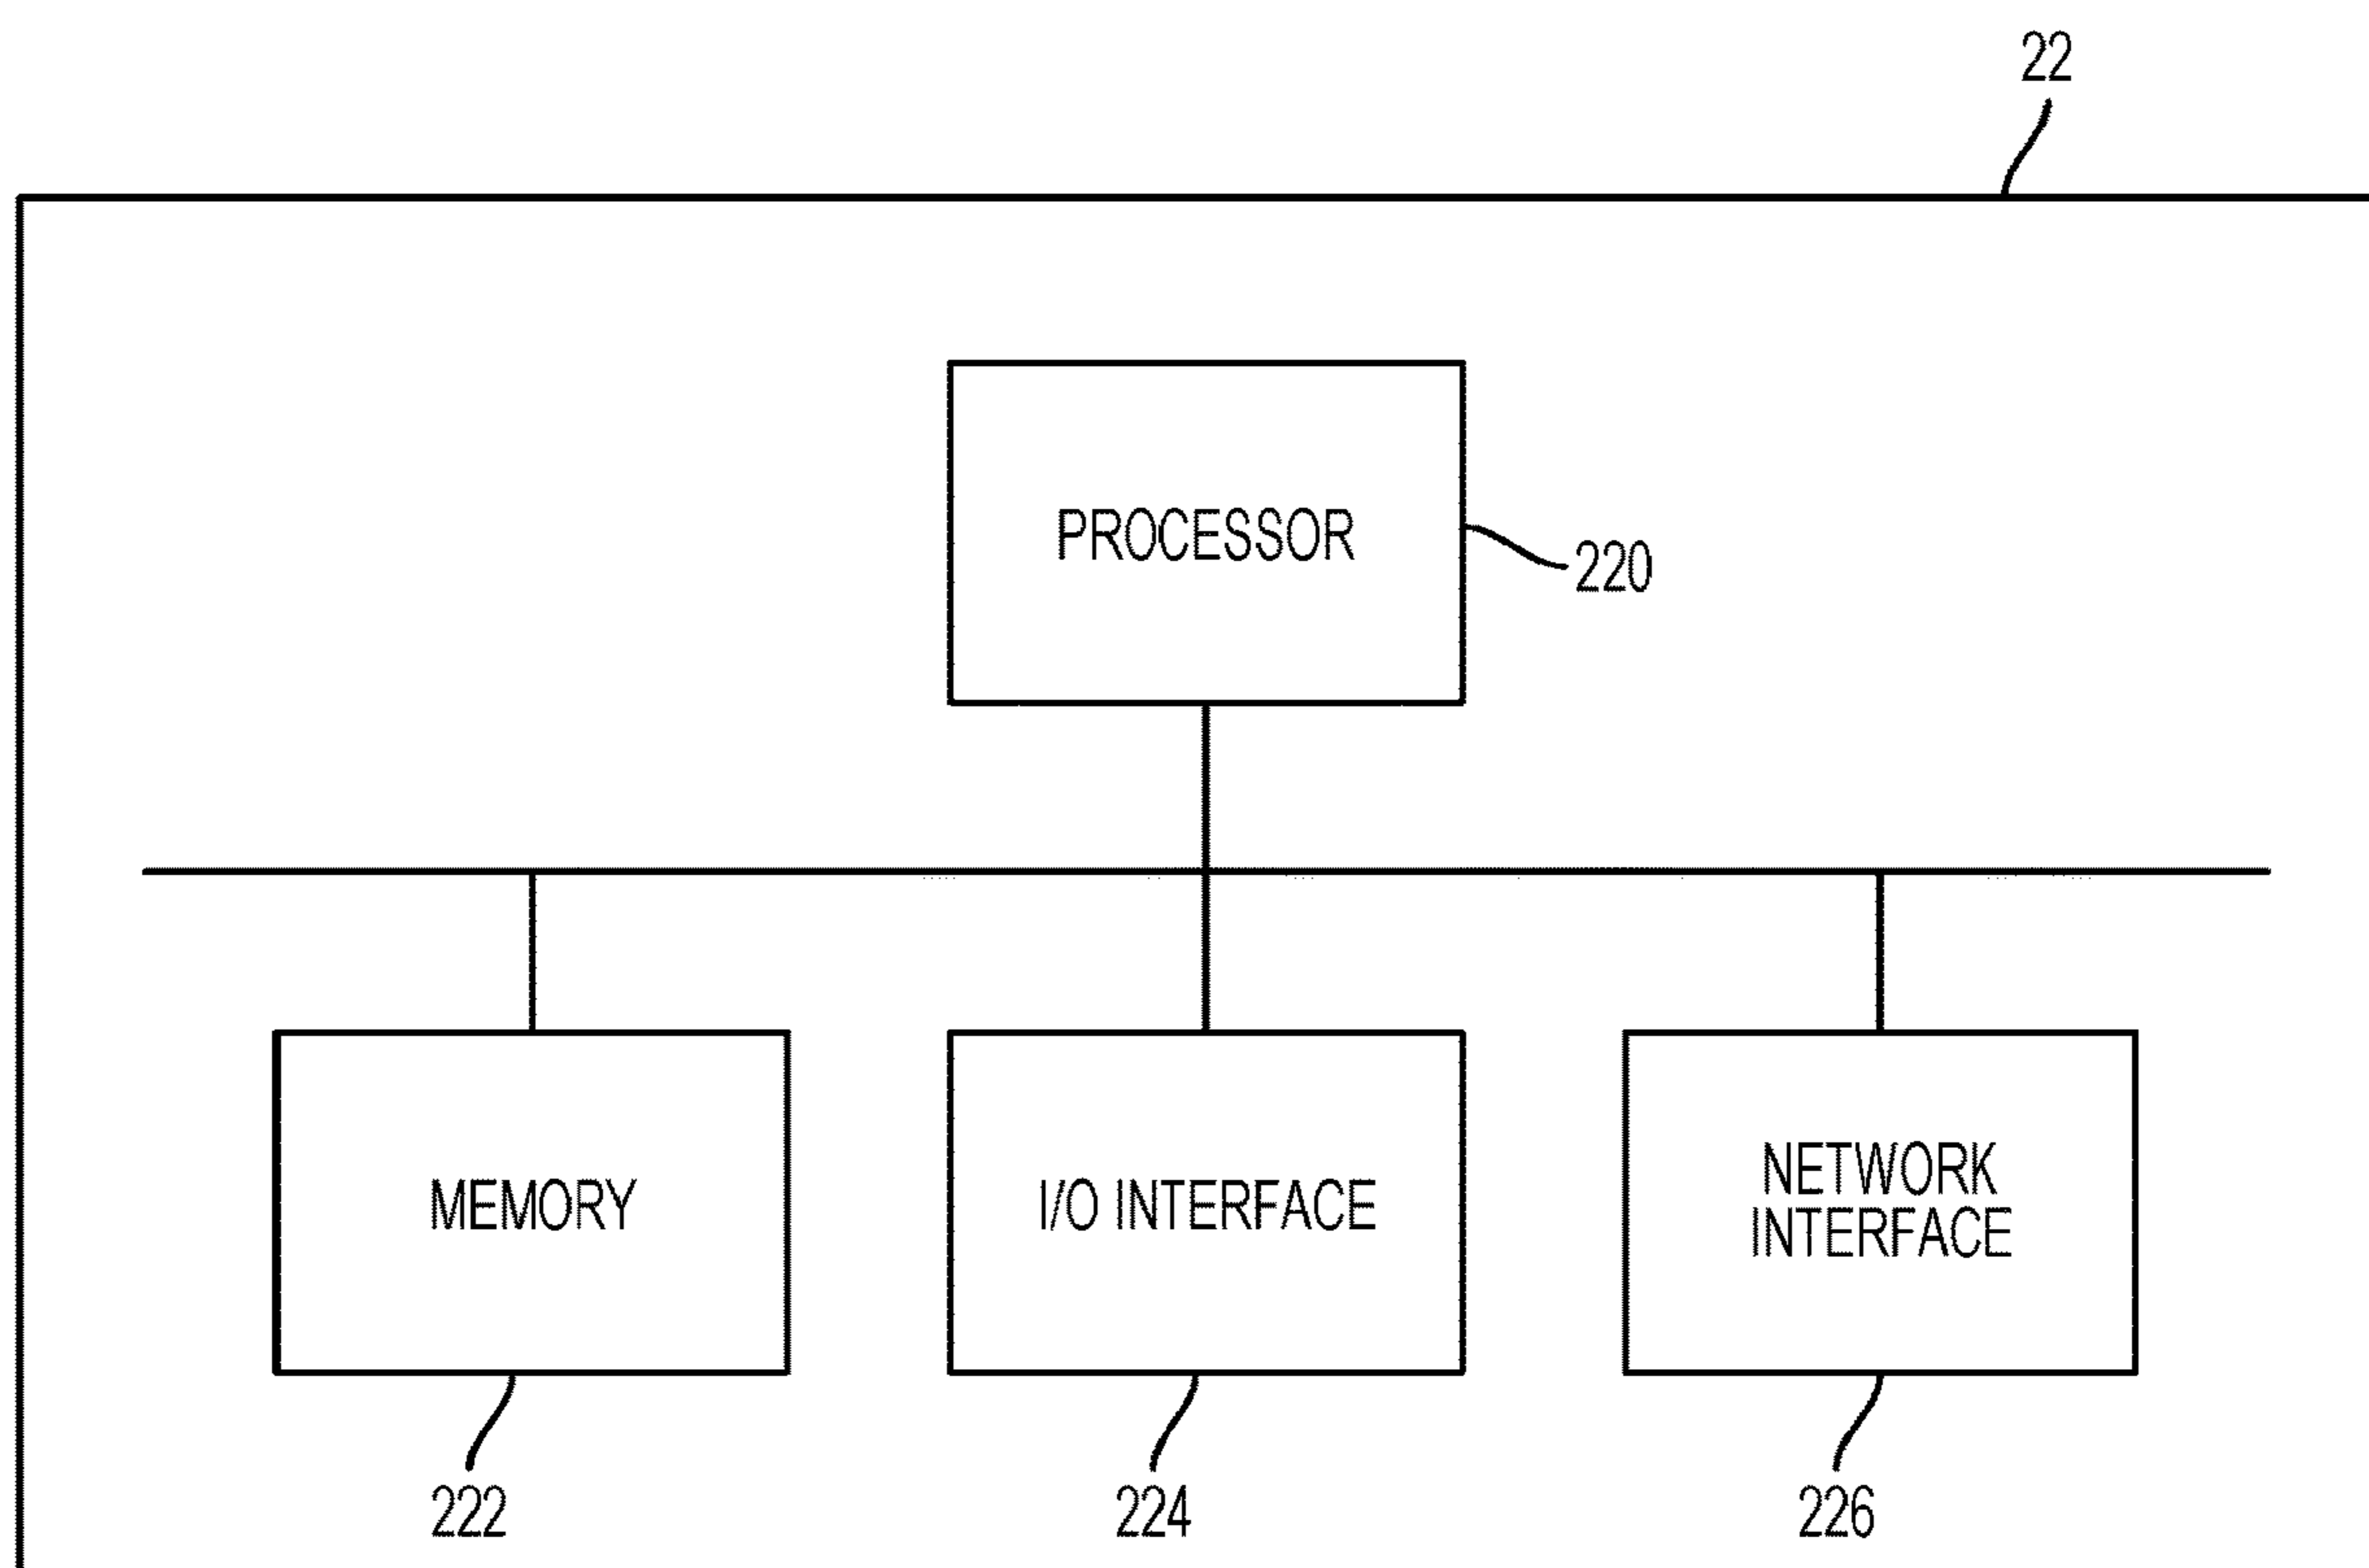 22
PROCESSOR
220
MEMORY
I/O INTERFACE
NETWORK
INTERFACE
222
224
226